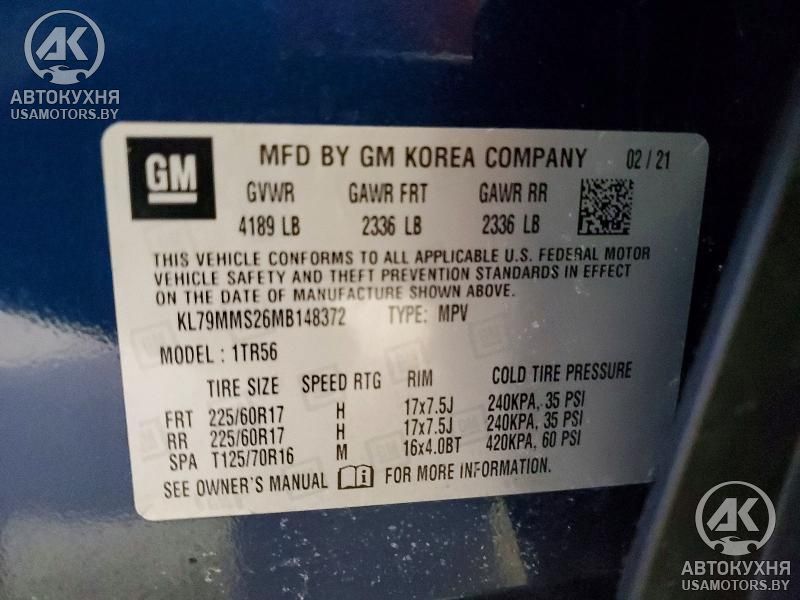 AK
АВТОКУХНЯ
USAMOTORS.BY
GM
MFD BY GM KOREA COMPANY 02/21
GVWR GAWR FRT GAWR RR
4189 LB 2336 LB 2336 LB
THIS VEHICLE CONFORMS TO ALL APPLICABLE U.S. FEDERAL MOTOR
VEHICLE SAFETY AND THEFT PREVENTION STANDARDS IN EFFECT
ON THE DATE OF MANUFACTURE SHOWN ABOVE.
KL79MMS26MB148372 TYPE: MPV
MODEL : 1TR56
TIRE SIZE SPEED RTG RIM COLD TIRE PRESSURE
FRT 225/60R17 H 17x7.5J 240KPA, 35 PSI
RR 225/60R17 H 17x7.5J 240KPA, 35 PSI
SPA T125/70R16 M 16x4.0BT 420KPA, 60 PSI
SEE OWNER'S MANUAL i FOR MORE INFORMATION.
AK
АВТОКУХНЯ
USAMOTORS.BY